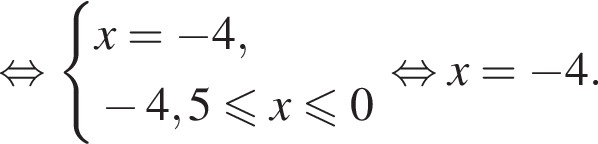 ⇔ { x = −4,
−4,5 ⩽ x ⩽ 0 ⇔ x = −4.